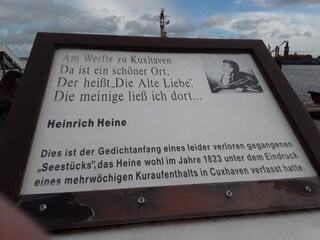 Am Werfte zu Kuxhaven
Da ist ein schöner Ort,
Der heißt„Die Alte Liebe“.
Die meinige ließ ich dort...
Heinrich Heine
Dies ist der Gedichtanfang eines leider verloren gegangenen
„Seestücks“, das Heine wohl im Jahre 1823 unter dem Eindruck
eines mehrwöchigen Kuraufenthalts in Cuxhaven verfasst hatte.